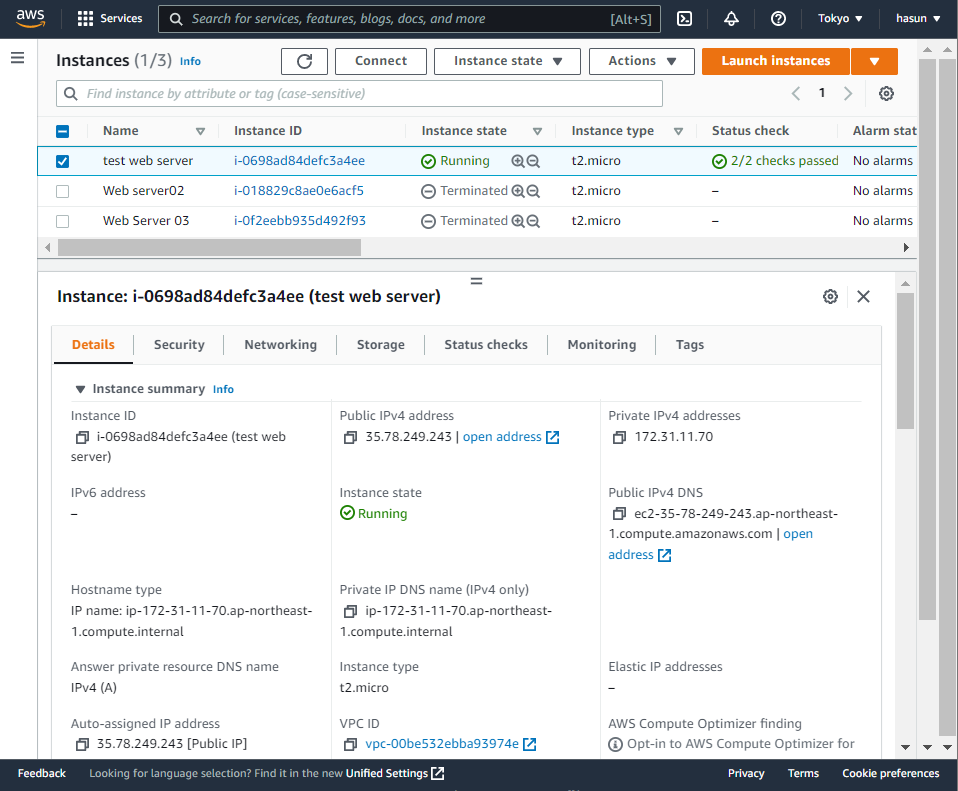 aws
Services
Search for services, features, blogs, docs, and more
[Alt+S]
Tokyo
hasun
Instances (1/3) Info
Connect
Instance state
Actions
Launch instances
Find instance by attribute or tag (case-sensitive)
1
Name Instance ID Instance state Instance type Status check Alarm stat
test web server i-0698ad84defc3a4ee Running t2.micro 2/2 checks passed No alarms
Web server02 i-018829c8ae0e6acf5 Terminated t2.micro – No alarms
Web Server 03 i-0f2eebb935d492f93 Terminated t2.micro – No alarms
Instance: i-0698ad84defc3a4ee (test web server)
Details Security Networking Storage Status checks Monitoring Tags
Instance summary Info
Instance ID
i-0698ad84defc3a4ee (test web
server)
Public IPv4 address
35.78.249.243 | open address
Private IPv4 addresses
172.31.11.70
IPv6 address
–
Instance state
Running
Public IPv4 DNS
ec2-35-78-249-243.ap-northeast-
1.compute.amazonaws.com | open
address
Hostname type
IP name: ip-172-31-11-70.ap-northeast-
1.compute.internal
Private IP DNS name (IPv4 only)
ip-172-31-11-70.ap-northeast-
1.compute.internal
Answer private resource DNS name
IPv4 (A)
Instance type
t2.micro
Elastic IP addresses
–
Auto-assigned IP address
35.78.249.243 [Public IP]
VPC ID
vpc-00be532ebba93974e
AWS Compute Optimizer finding
Opt-in to AWS Compute Optimizer for
Feedback Looking for language selection? Find it in the new Unified Settings Privacy Terms Cookie preferences